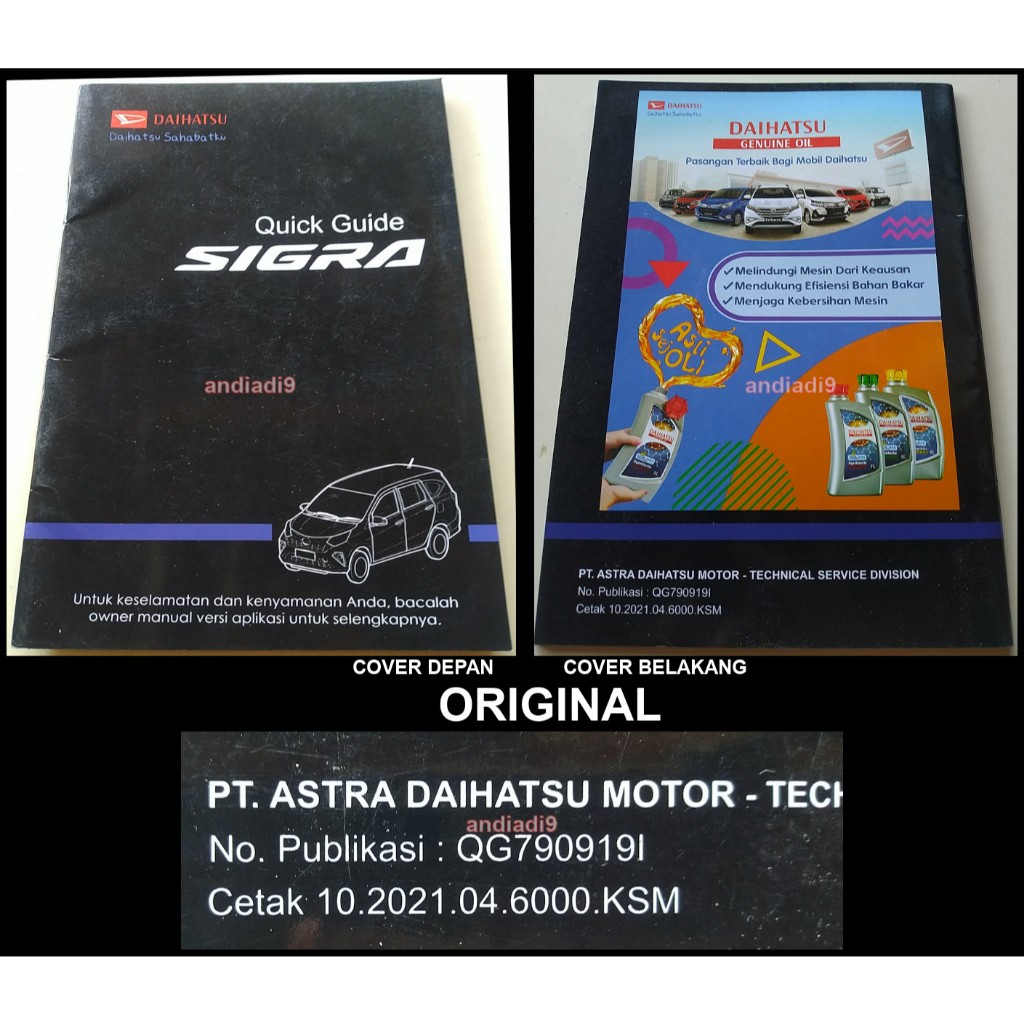 DAIHATSU
Daihatsu Sahabatku
Quick Guide
SIGRA
andiadi9
Untuk keselamatan dan kenyamanan Anda, bacalah
owner manual versi aplikasi untuk selengkapnya.
DAIHATSU
Daihatsu Sahabatku
DAIHATSU
GENUINE OIL
Pasangan Terbaik Bagi Mobil Daihatsu
Melindungi Mesin Dari Keausan
Mendukung Efisiensi Bahan Bakar
Menjaga Kebersihan Mesin
Asli
SejOLI
andiadi9
DAIHATSU
DAIHATSU
DAIHATSU
DAIHATSU
PT. ASTRA DAIHATSU MOTOR - TECHNICAL SERVICE DIVISION
No. Publikasi : QG790919I
Cetak 10.2021.04.6000.KSM
COVER DEPAN
COVER BELAKANG
ORIGINAL
PT. ASTRA DAIHATSU MOTOR - TECH
andiadi9
No. Publikasi : QG790919I
Cetak 10.2021.04.6000.KSM